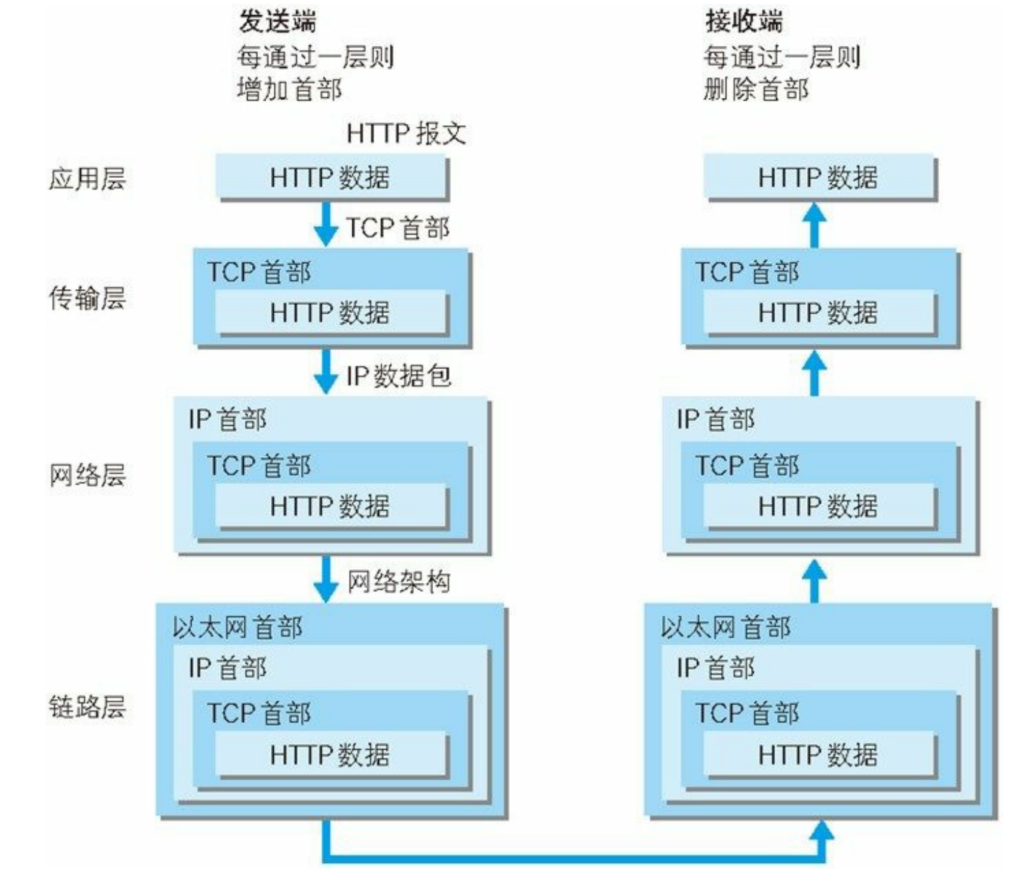 发送端
每通过一层则
增加首部
接收端
每通过一层则
删除首部
HTTP 报文
应用层
HTTP 数据
HTTP 数据
TCP 首部
传输层
TCP 首部
HTTP 数据
TCP 首部
HTTP 数据
IP 数据包
网络层
IP 首部
TCP 首部
HTTP 数据
IP 首部
TCP 首部
HTTP 数据
网络架构
链路层
以太网首部
IP 首部
TCP 首部
HTTP 数据
以太网首部
IP 首部
TCP 首部
HTTP 数据